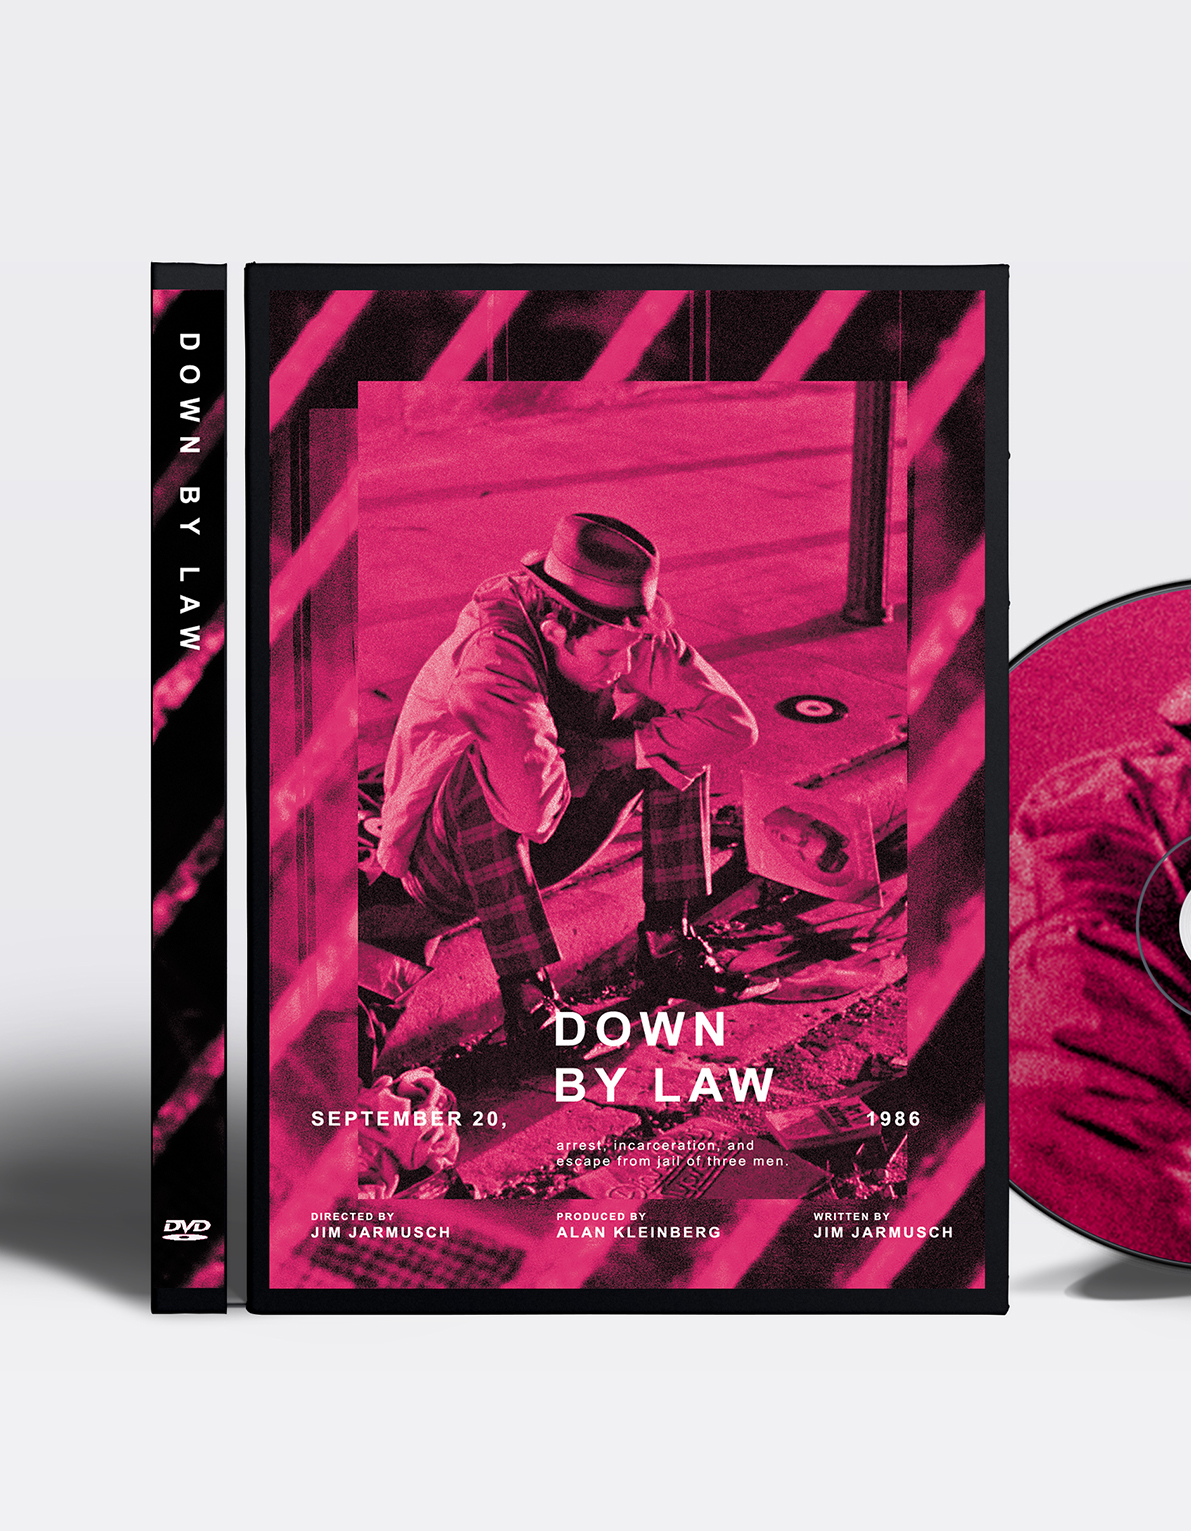 DOWN BY LAW
DVD
DOWN
BY LAW
SEPTEMBER 20,
1986
arrest, incarceration, and
escape from jail of three men.
DIRECTED BY
JIM JARMUSCH
PRODUCED BY
ALAN KLEINBERG
WRITTEN BY
JIM JARMUSCH